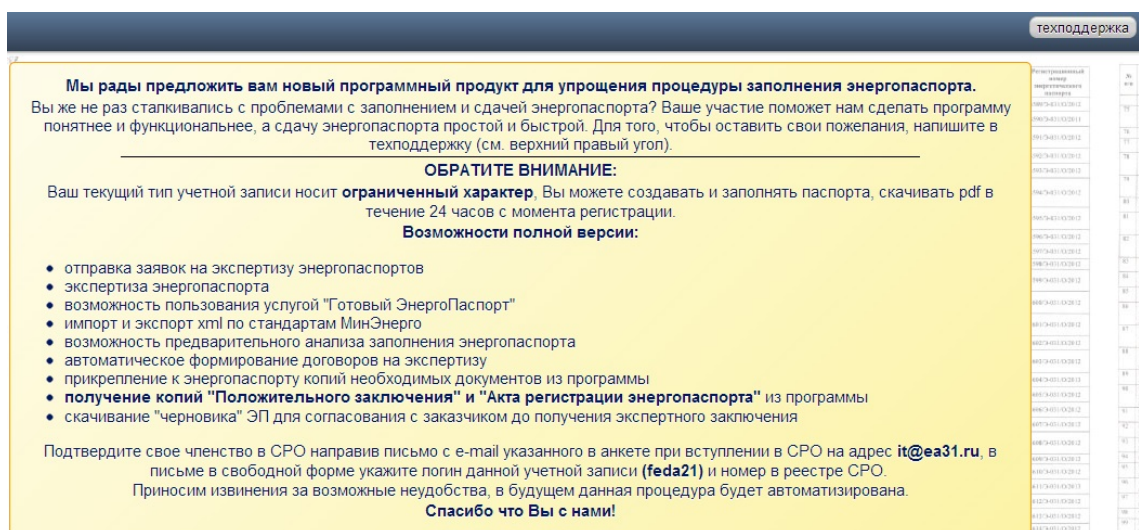 техподдержка
Мы рады предложить вам новый программный продукт для упрощения процедуры заполнения энергопаспорта.
Вы же не раз сталкивались с проблемами с заполнением и сдачей энергопаспорта? Ваше участие поможет нам сделать программу
понятнее и функциональнее, а сдачу энергопаспорта простой и быстрой. Для того, чтобы оставить свои пожелания, напишите в
техподдержку (см. верхний правый угол).
ОБРАТИТЕ ВНИМАНИЕ:
Ваш текущий тип учетной записи носит ограниченный характер, Вы можете создавать и заполнять паспорта, скачивать pdf в
течение 24 часов с момента регистрации.
Возможности полной версии:
• отправка заявок на экспертизу энергопаспортов
• экспертиза энергопаспорта
• возможность пользования услугой "Готовый ЭнергоПаспорт"
• импорт и экспорт xml по стандартам МинЭнерго
• возможность предварительного анализа заполнения энергопаспорта
• автоматическое формирование договоров на экспертизу
• прикрепление к энергопаспорту копий необходимых документов из программы
• получение копий "Положительного заключения" и "Акта регистрации энергопаспорта" из программы
• скачивание "черновика" ЭП для согласования с заказчиком до получения экспертного заключения
Подтвердите свое членство в СРО направив письмо с e-mail указанного в анкете при вступлении в СРО на адрес it@ea31.ru, в
письме в свободной форме укажите логин данной учетной записи (feda21) и номер в реестре СРО.
Приносим извинения за возможные неудобства, в будущем данная процедура будет автоматизирована.
Спасибо что Вы с нами!
Регистрационный
номер
энергетического
паспорта